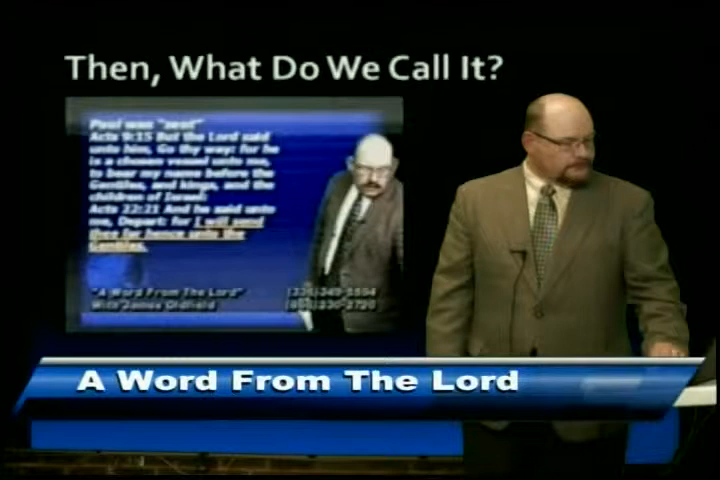 Then, What Do We Call It?
Paul was "sent"
Acts 9:15 But the Lord said
unto him, Go thy way: for he
is a chosen vessel unto me,
to bear my name before the
Gentiles, and kings, and the
children of Israel:
Acts 22:21 And he said unto
me, Depart: for I will send
thee far hence unto the
Gentiles.
"A Word From The Lord"
With James Oldfield
A Word From The Lord